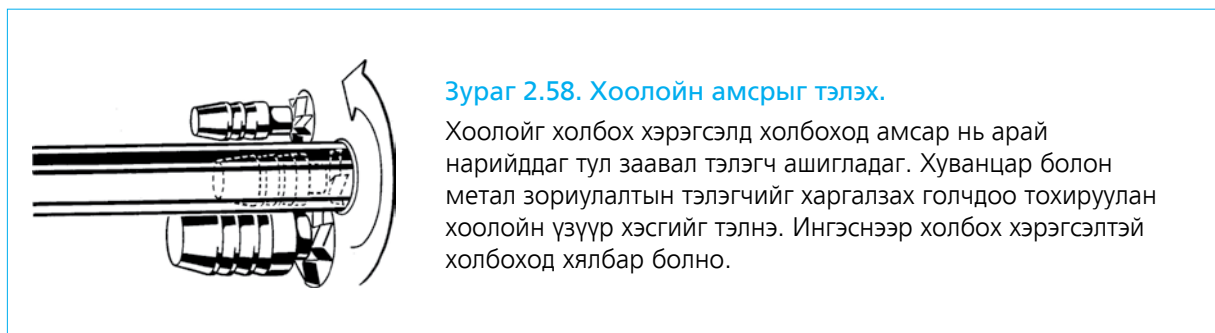 Зураг 2.58. Хоолойн амсрыг тэлэх.
Хоолойг холбох хэрэгсэлд холбоход амсар нь арай
нарийддаг тул заавал тэлэгч ашигладаг. Хуванцар болон
метал зориулалтын тэлэгчийг харгалзах голчдоо тохируулан
хоолойн үзүүр хэсгийг тэлнэ. Ингэснээр холбох хэрэгсэлтэй
холбоход хялбар болно.